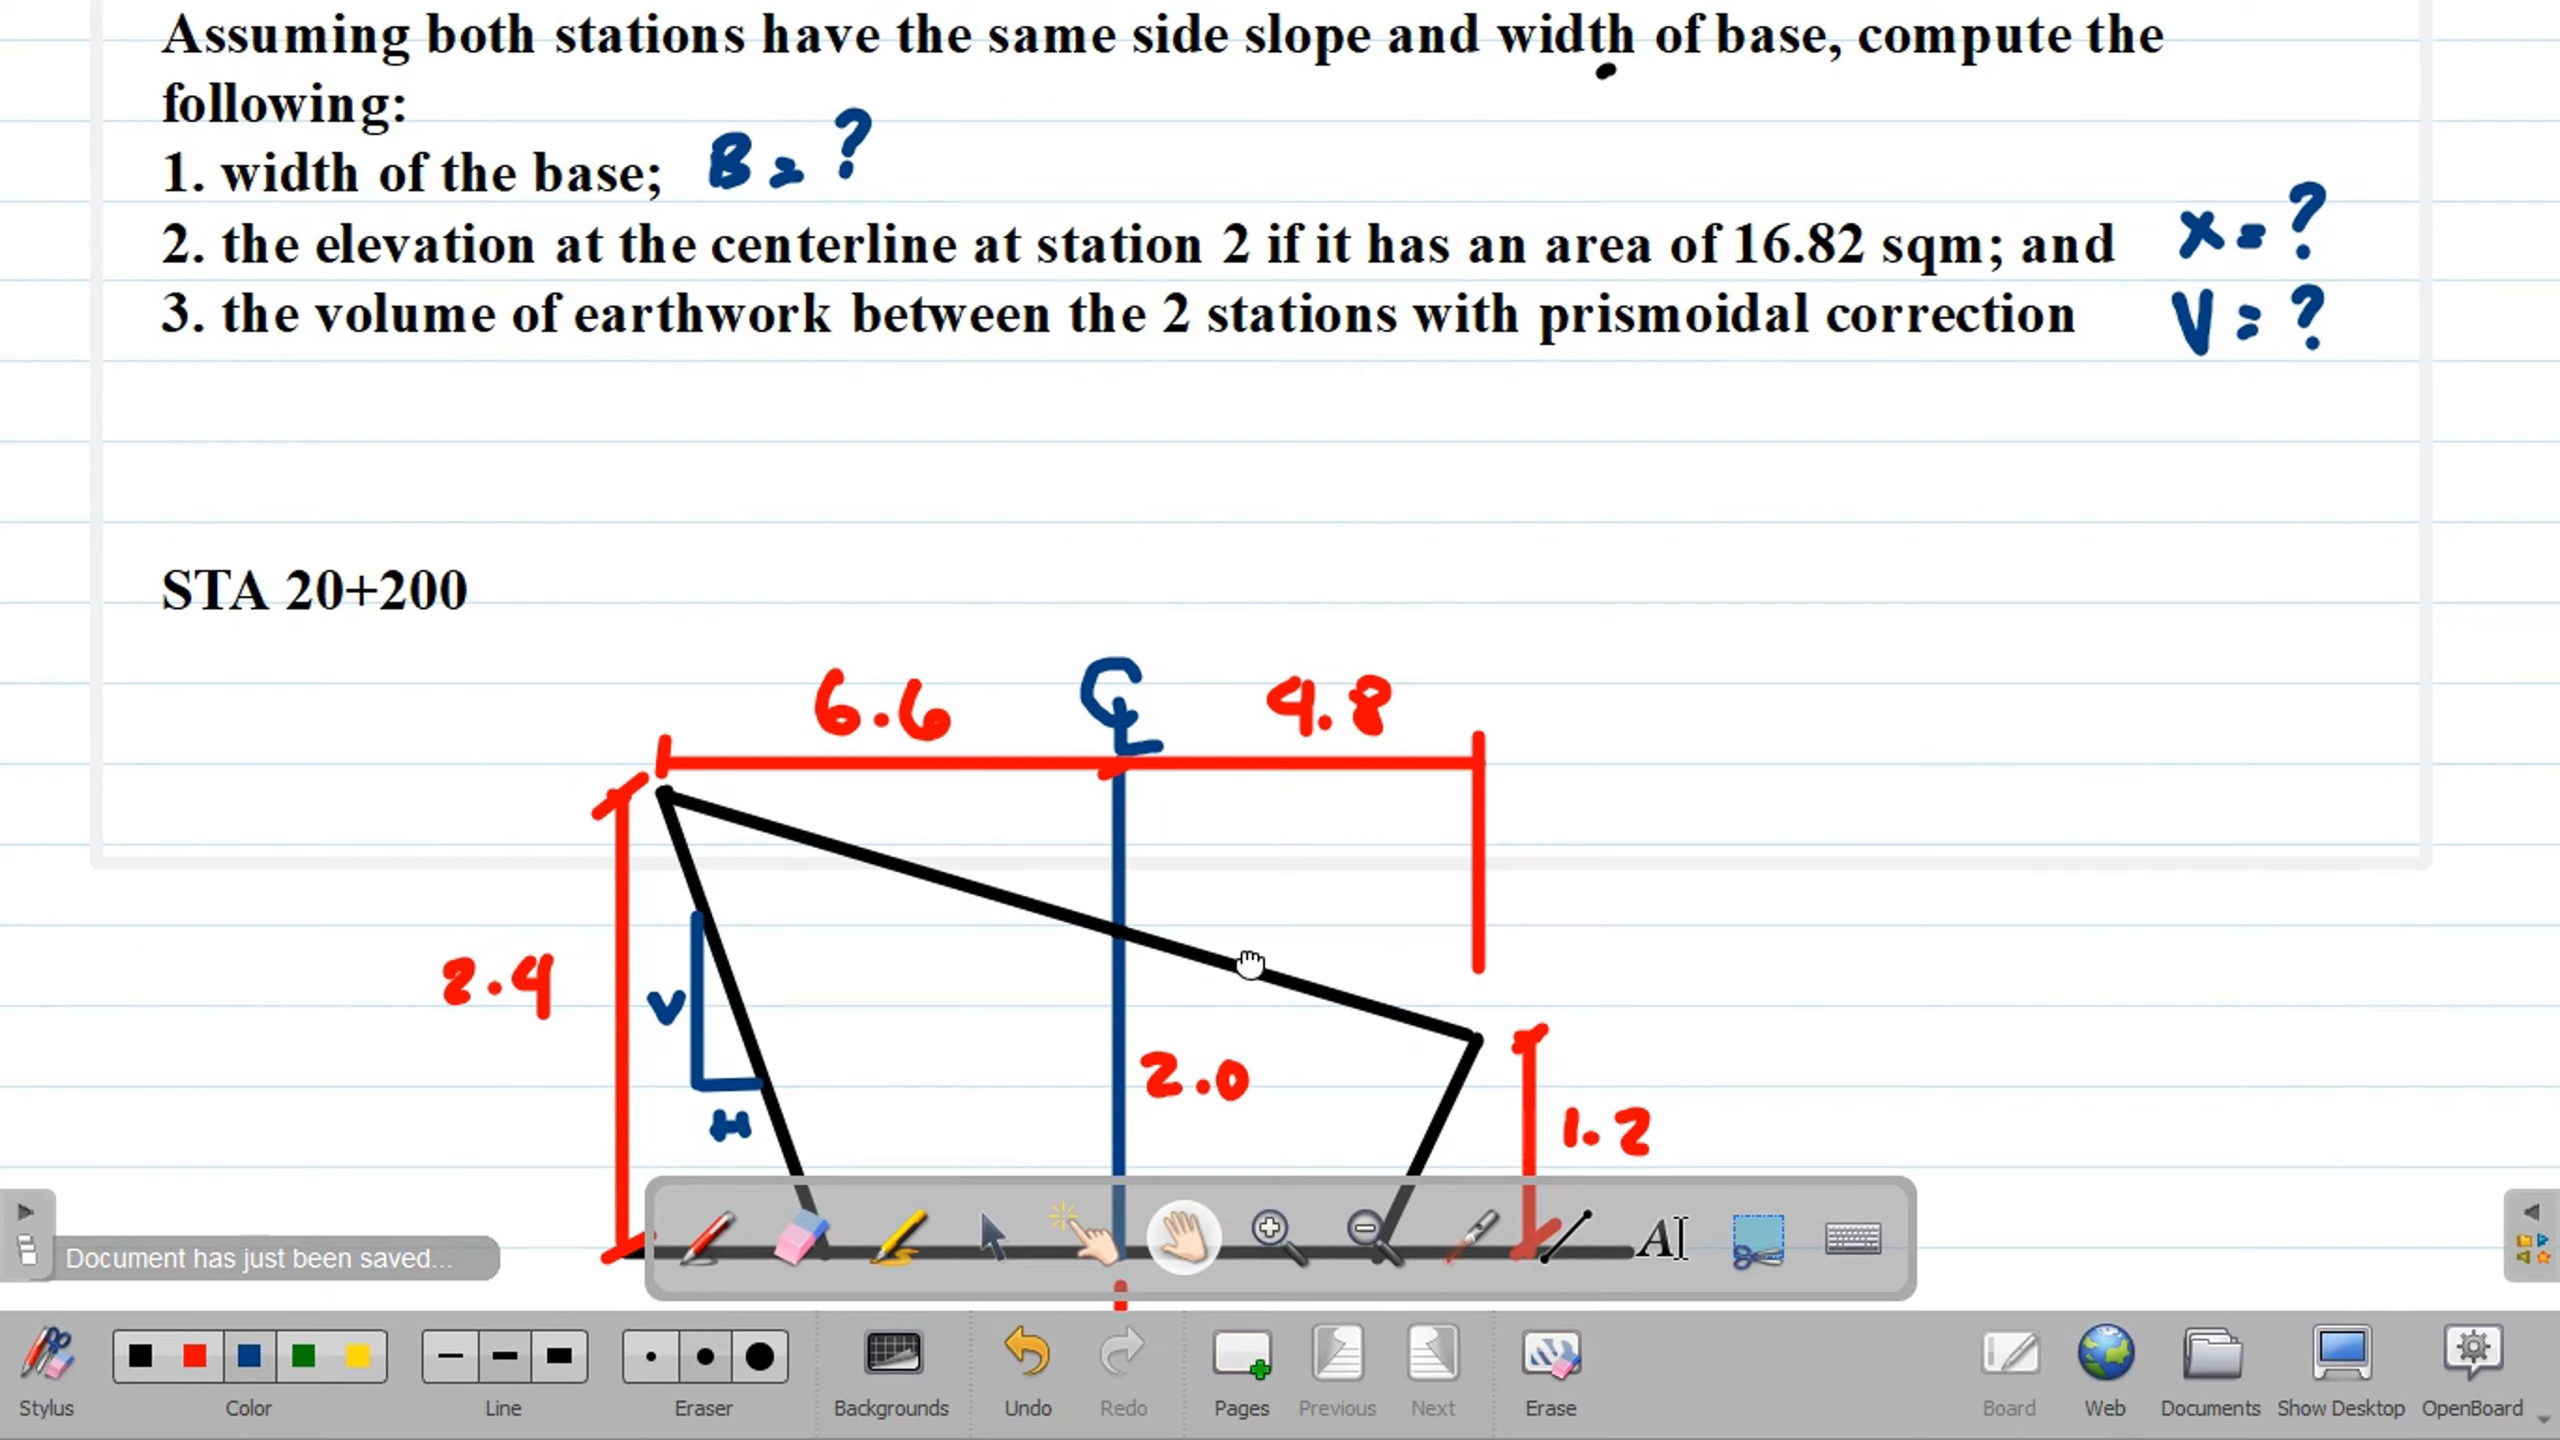 Assuming both stations have the same side slope and width of base, compute the
following:
1. width of the base; B = ?
2. the elevation at the centerline at station 2 if it has an area of 16.82 sqm; and x = ?
3. the volume of earthwork between the 2 stations with prismoidal correction V = ?
STA 20+200
6.6 CL 4.8
2.4 V
H
2.0
1.2
A
Document has just been saved...
Stylus Color Line Eraser Backgrounds Undo Redo Pages Previous Next Erase Board Web Documents Show Desktop OpenBoard